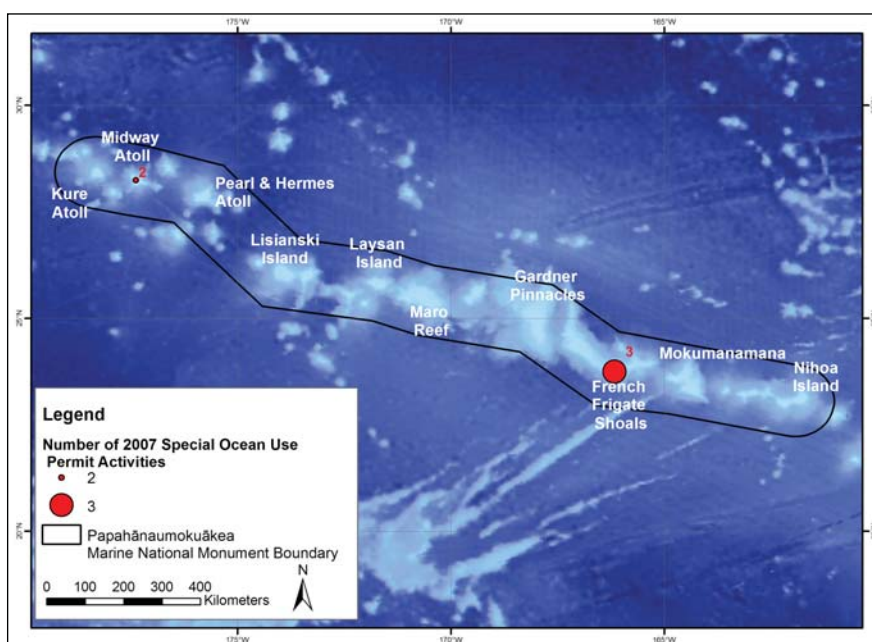 175°W 170°W 165°W
30°N
25°N
20°N
Midway
Atoll
2
Kure
Atoll
Pearl & Hermes
Atoll
Lisianski
Island
Laysan
Island
Maro
Reef
Gardner
Pinnacles
3
Mokumanamana
French
Frigate
Shoals
Nihoa
Island
Legend
Number of 2007 Special Ocean Use
Permit Activities
2
3
Papahānaumokuākea
Marine National Monument Boundary
N
0 100 200 300 400
Kilometers
175°W 170°W 165°W